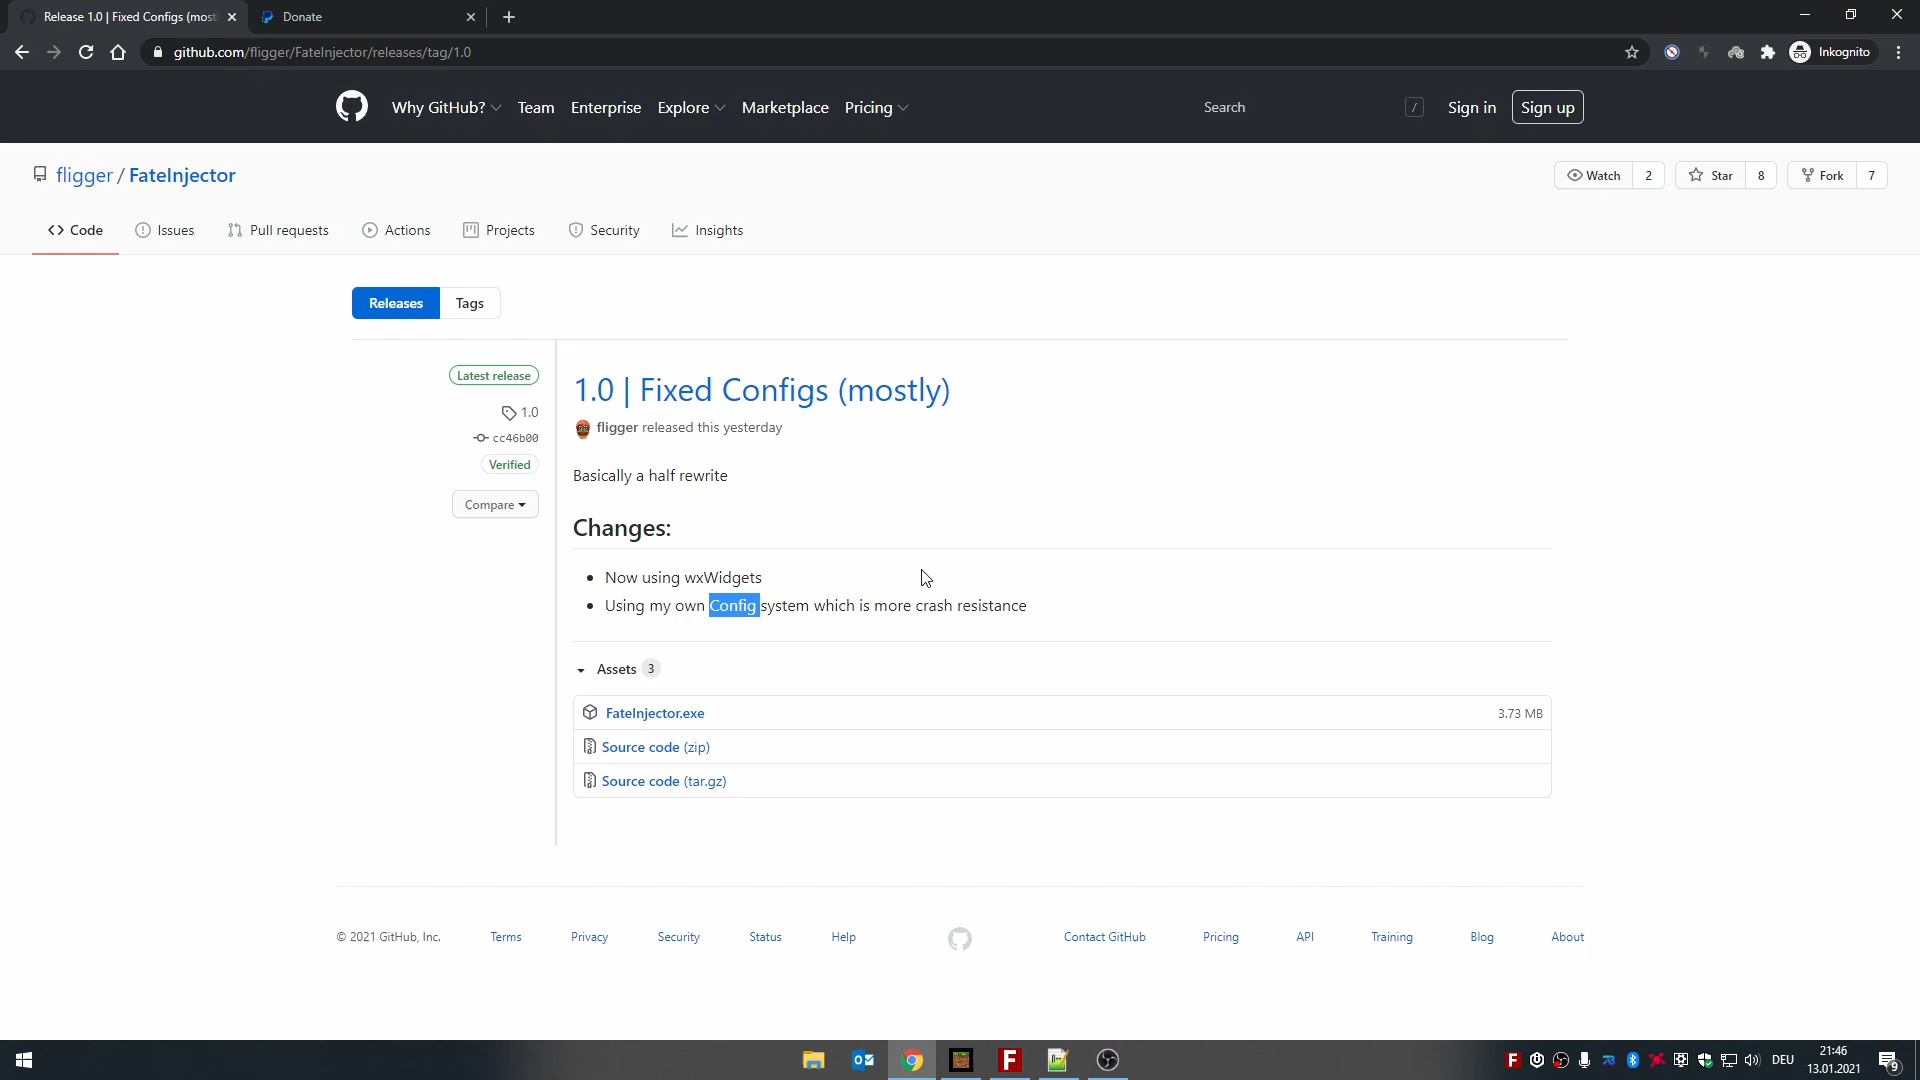 Release 1.0 | Fixed Configs (most
Donate
github.com/fligger/FateInjector/releases/tag/1.0
Inkognito
Why GitHub?
Team
Enterprise
Explore
Marketplace
Pricing
Search
/
Sign in
Sign up
fligger / FateInjector
Watch
2
Star
8
Fork
7
Code
Issues
Pull requests
Actions
Projects
Security
Insights
Releases
Tags
Latest release
1.0
cc46b00
Verified
Compare
1.0 | Fixed Configs (mostly)
fligger released this yesterday
Basically a half rewrite
Changes:
Now using wxWidgets
Using my own Config system which is more crash resistance
Assets 3
FateInjector.exe
3.73 MB
Source code (zip)
Source code (tar.gz)
© 2021 GitHub, Inc.
Terms
Privacy
Security
Status
Help
Contact GitHub
Pricing
API
Training
Blog
About
F
F
DEU
21:46
13.01.2021
9